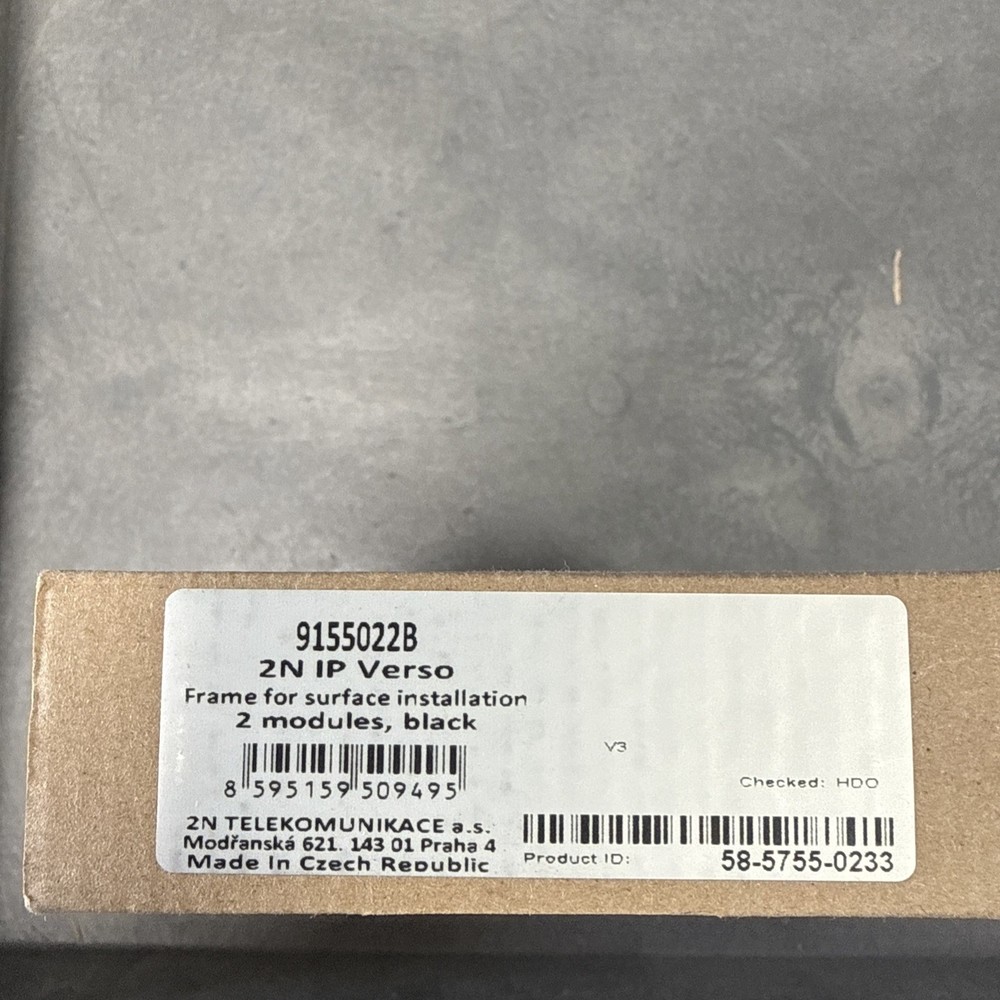 9155022B
2N IP Verso
Frame for surface installation
2 modules, black
8 595159 509495
2N TELEKOMUNIKACE a.s.
Modřanská 621. 143 01 Praha 4
Made In Czech Republic
V3
Checked: HDO
Product ID: 58-5755-0233